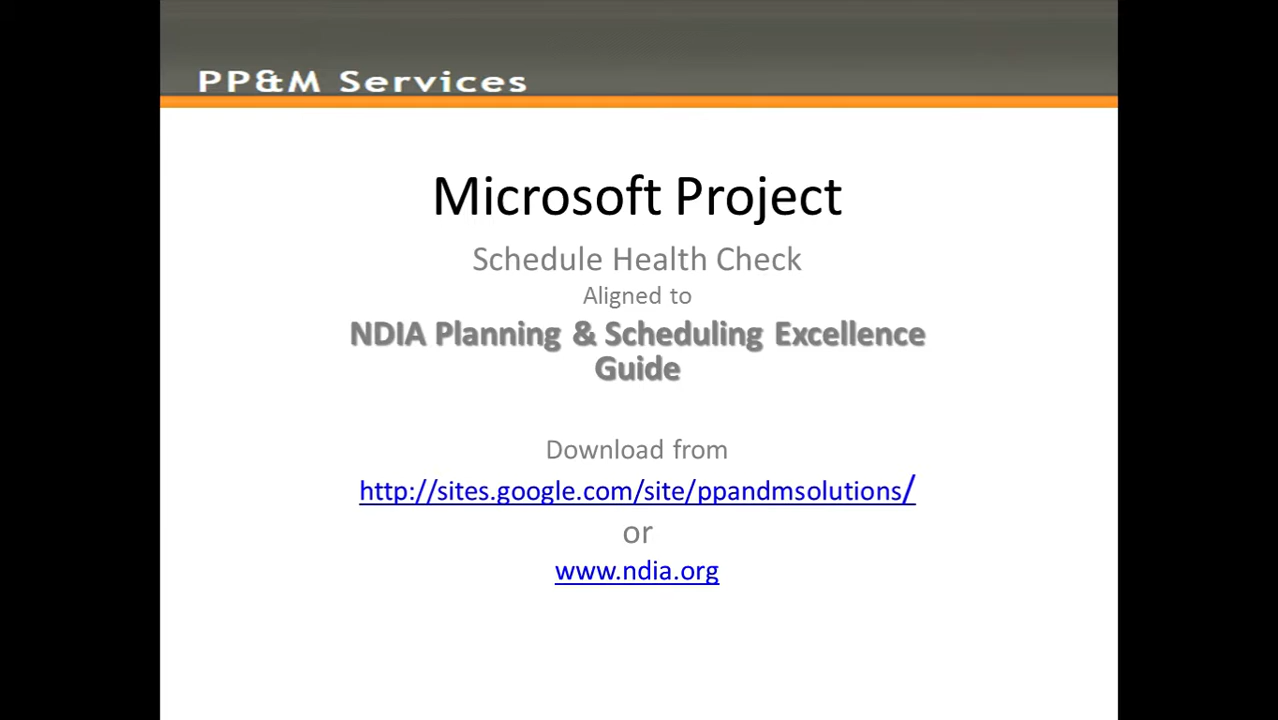 PP&M Services
Microsoft Project
Schedule Health Check
Aligned to
NDIA Planning & Scheduling Excellence
Guide
Download from
http://sites.google.com/site/ppandmsolutions/
or
www.ndia.org